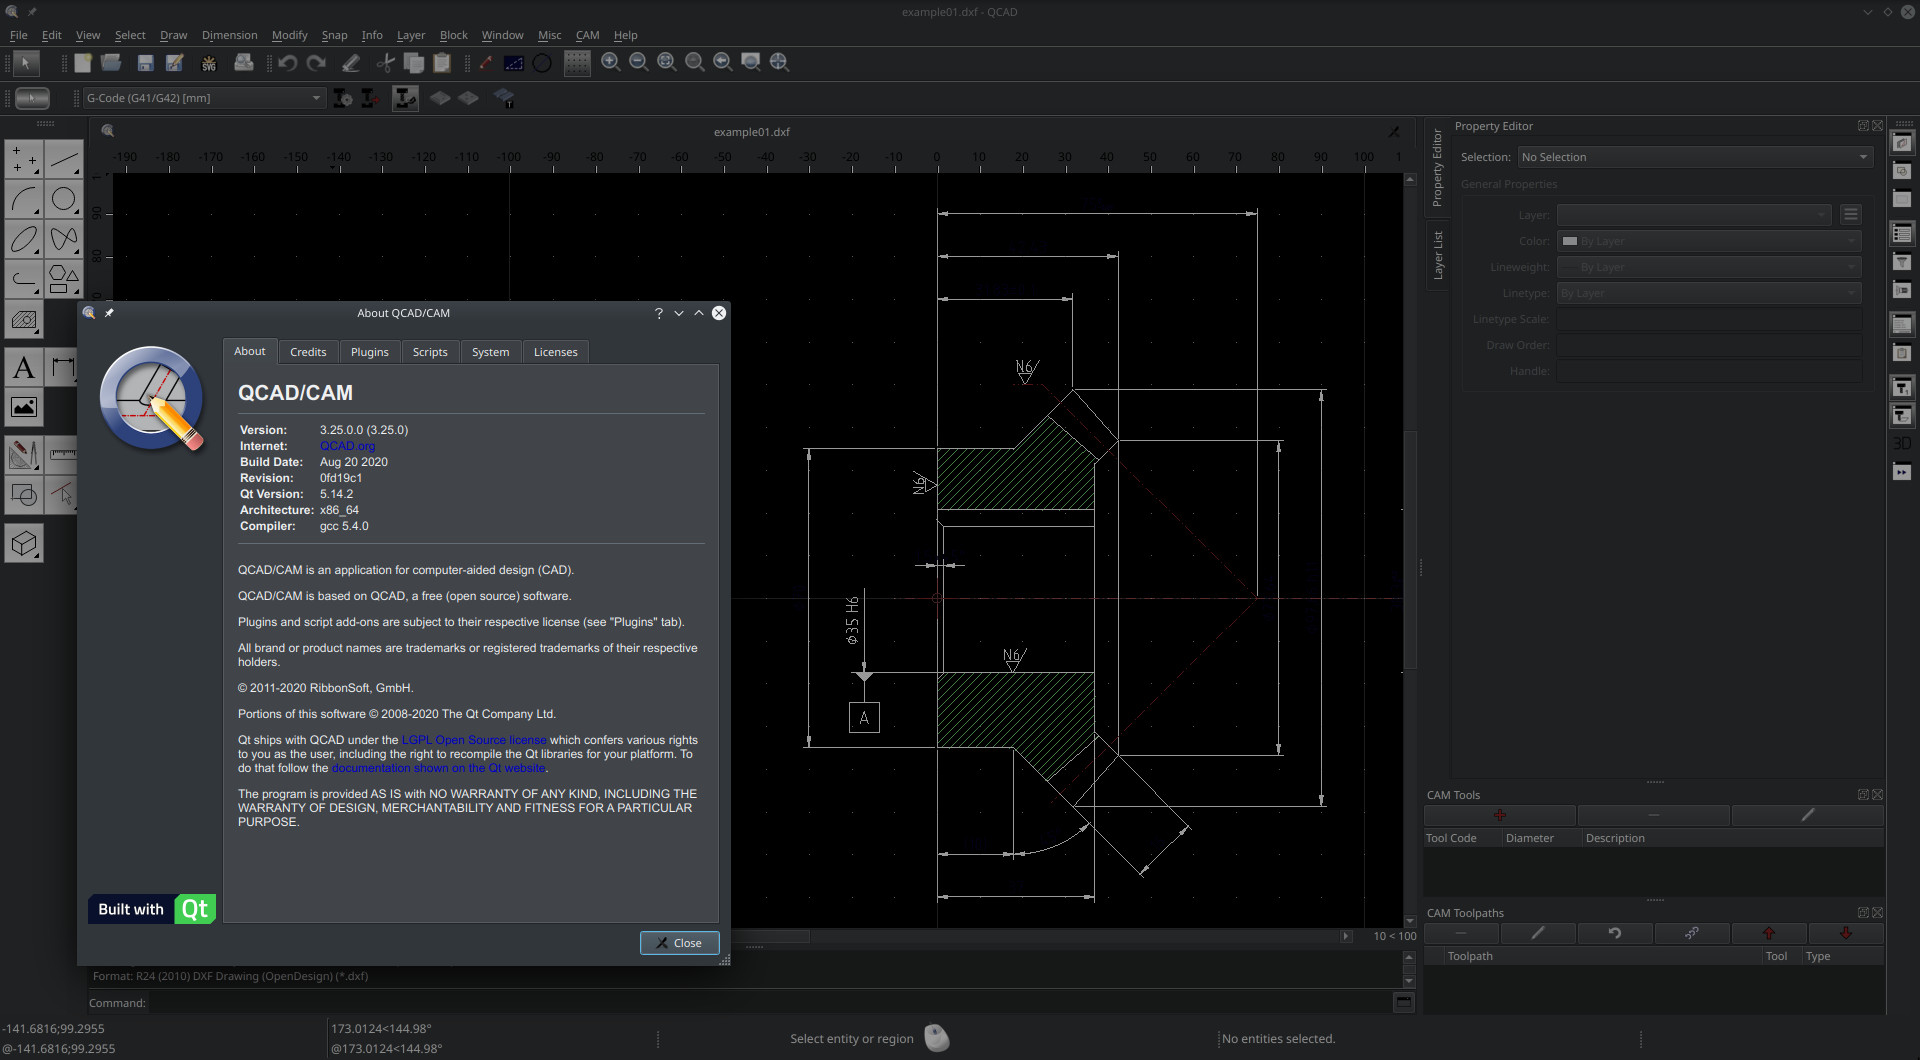 example01.dxf - QCAD
File Edit View Select Draw Dimension Modify Snap Info Layer Block Window Misc CAM Help
SVG
G-Code (G41/G42) [mm]
example01.dxf
-190 -180 -170 -160 -150 -140 -130 -120 -110 -100 -90 -80 -70 -60 -50 -40 -30 -20 -10 0 10 20 30 40 50 60 70 80 90 100 1
90
80
Property Editor
Layer List
Property Editor
Selection: No Selection
General Properties
Layer:
Color: By Layer
Lineweight: By Layer
Linetype: By Layer
Linetype Scale:
Draw Order:
Handle:
3D
A
N6
N6
N6
ϕ35 H6
A
About QCAD/CAM
?
About Credits Plugins Scripts System Licenses
QCAD/CAM
Version: 3.25.0.0 (3.25.0)
Internet: QCAD.org
Build Date: Aug 20 2020
Revision: 0fd19c1
Qt Version: 5.14.2
Architecture: x86_64
Compiler: gcc 5.4.0
QCAD/CAM is an application for computer-aided design (CAD).
QCAD/CAM is based on QCAD, a free (open source) software.
Plugins and script add-ons are subject to their respective license (see "Plugins" tab).
All brand or product names are trademarks or registered trademarks of their respective
holders.
© 2011-2020 RibbonSoft, GmbH.
Portions of this software © 2008-2020 The Qt Company Ltd.
Qt ships with QCAD under the LGPL Open Source license which confers various rights
to you as the user, including the right to recompile the Qt libraries for your platform. To
do that follow the documentation shown on the Qt website.
The program is provided AS IS with NO WARRANTY OF ANY KIND, INCLUDING THE
WARRANTY OF DESIGN, MERCHANTABILITY AND FITNESS FOR A PARTICULAR
PURPOSE.
Built with Qt
Close
CAM Tools
Tool Code Diameter Description
CAM Toolpaths
Toolpath Tool Type
10 < 100
Format: R24 (2010) DXF Drawing (OpenDesign) (*.dxf)
Command:
-141.6816;99.2955
@-141.6816;99.2955
173.0124<144.98°
@173.0124<144.98°
Select entity or region
No entities selected.